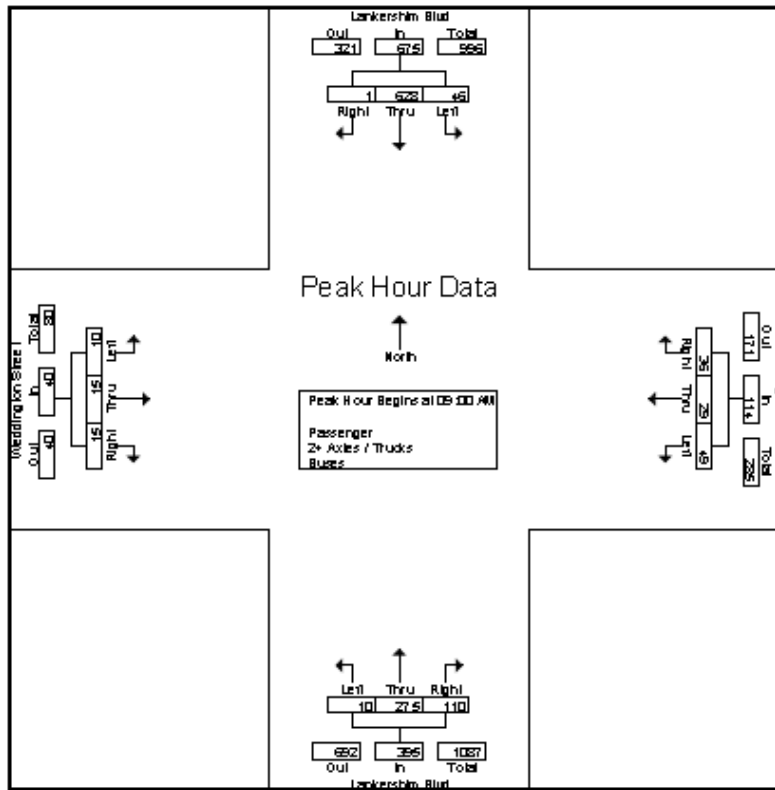 Lankershim Blvd
Out In Total
321 675 996
1 628 46
Right Thru Left
Peak Hour Data
North
Peak Hour Begins at 09:00 AM
Passenger
2+ Axles / Trucks
Buses
Weddington Street
Total In Out
80 40 40
10 15 15
Left Thru Right
Right Thru Left
36 29 49
Out In Total
171 114 285
Left Thru Right
10 275 110
692 395 1087
Out In Total
Lankershim Blvd